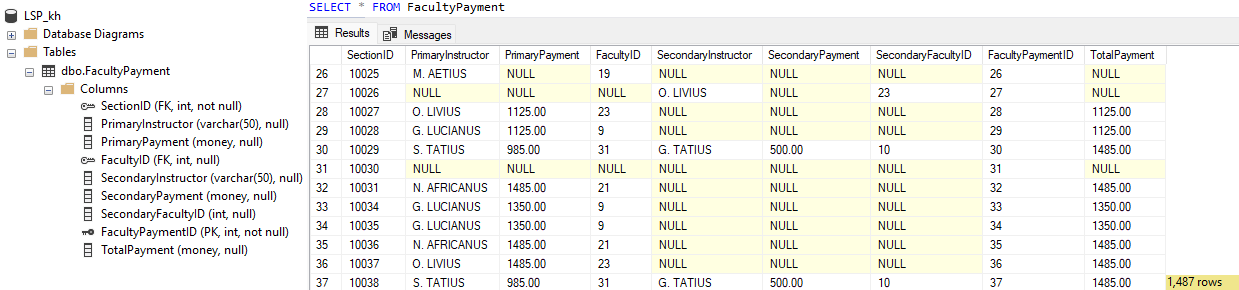 LSP_kh
Database Diagrams
Tables
dbo.FacultyPayment
Columns
SectionID (FK, int, not null)
PrimaryInstructor (varchar(50), null)
PrimaryPayment (money, null)
FacultyID (FK, int, null)
SecondaryInstructor (varchar(50), null)
SecondaryPayment (money, null)
SecondaryFacultyID (int, null)
FacultyPaymentID (PK, int, not null)
TotalPayment (money, null)
SELECT * FROM FacultyPayment
Results Messages
SectionID PrimaryInstructor PrimaryPayment FacultyID SecondaryInstructor SecondaryPayment SecondaryFacultyID FacultyPaymentID TotalPayment
26 10025 M. AETIUS NULL 19 NULL NULL NULL 26 NULL
27 10026 NULL NULL NULL O. LIVIUS NULL 23 27 NULL
28 10027 O. LIVIUS 1125.00 23 NULL NULL NULL 28 1125.00
29 10028 G. LUCIANUS 1125.00 9 NULL NULL NULL 29 1125.00
30 10029 S. TATIUS 985.00 31 G. TATIUS 500.00 10 30 1485.00
31 10030 NULL NULL NULL NULL NULL NULL 31 NULL
32 10031 N. AFRICANUS 1485.00 21 NULL NULL NULL 32 1485.00
33 10034 G. LUCIANUS 1350.00 9 NULL NULL NULL 33 1350.00
34 10035 G. LUCIANUS 1350.00 9 NULL NULL NULL 34 1350.00
35 10036 N. AFRICANUS 1485.00 21 NULL NULL NULL 35 1485.00
36 10037 O. LIVIUS 1485.00 23 NULL NULL NULL 36 1485.00
37 10038 S. TATIUS 985.00 31 G. TATIUS 500.00 10 37 1485.00
1,487 rows